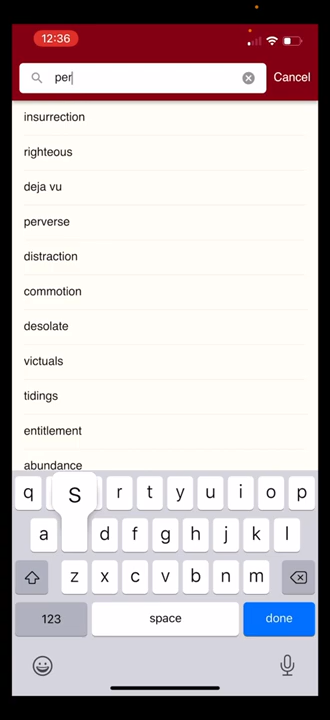 12:36
per
Cancel
insurrection
righteous
deja vu
perverse
distraction
commotion
desolate
victuals
tidings
entitlement
abundance
q S r t y u i o p
a d f g h j k l
z x c v b n m
123 space done